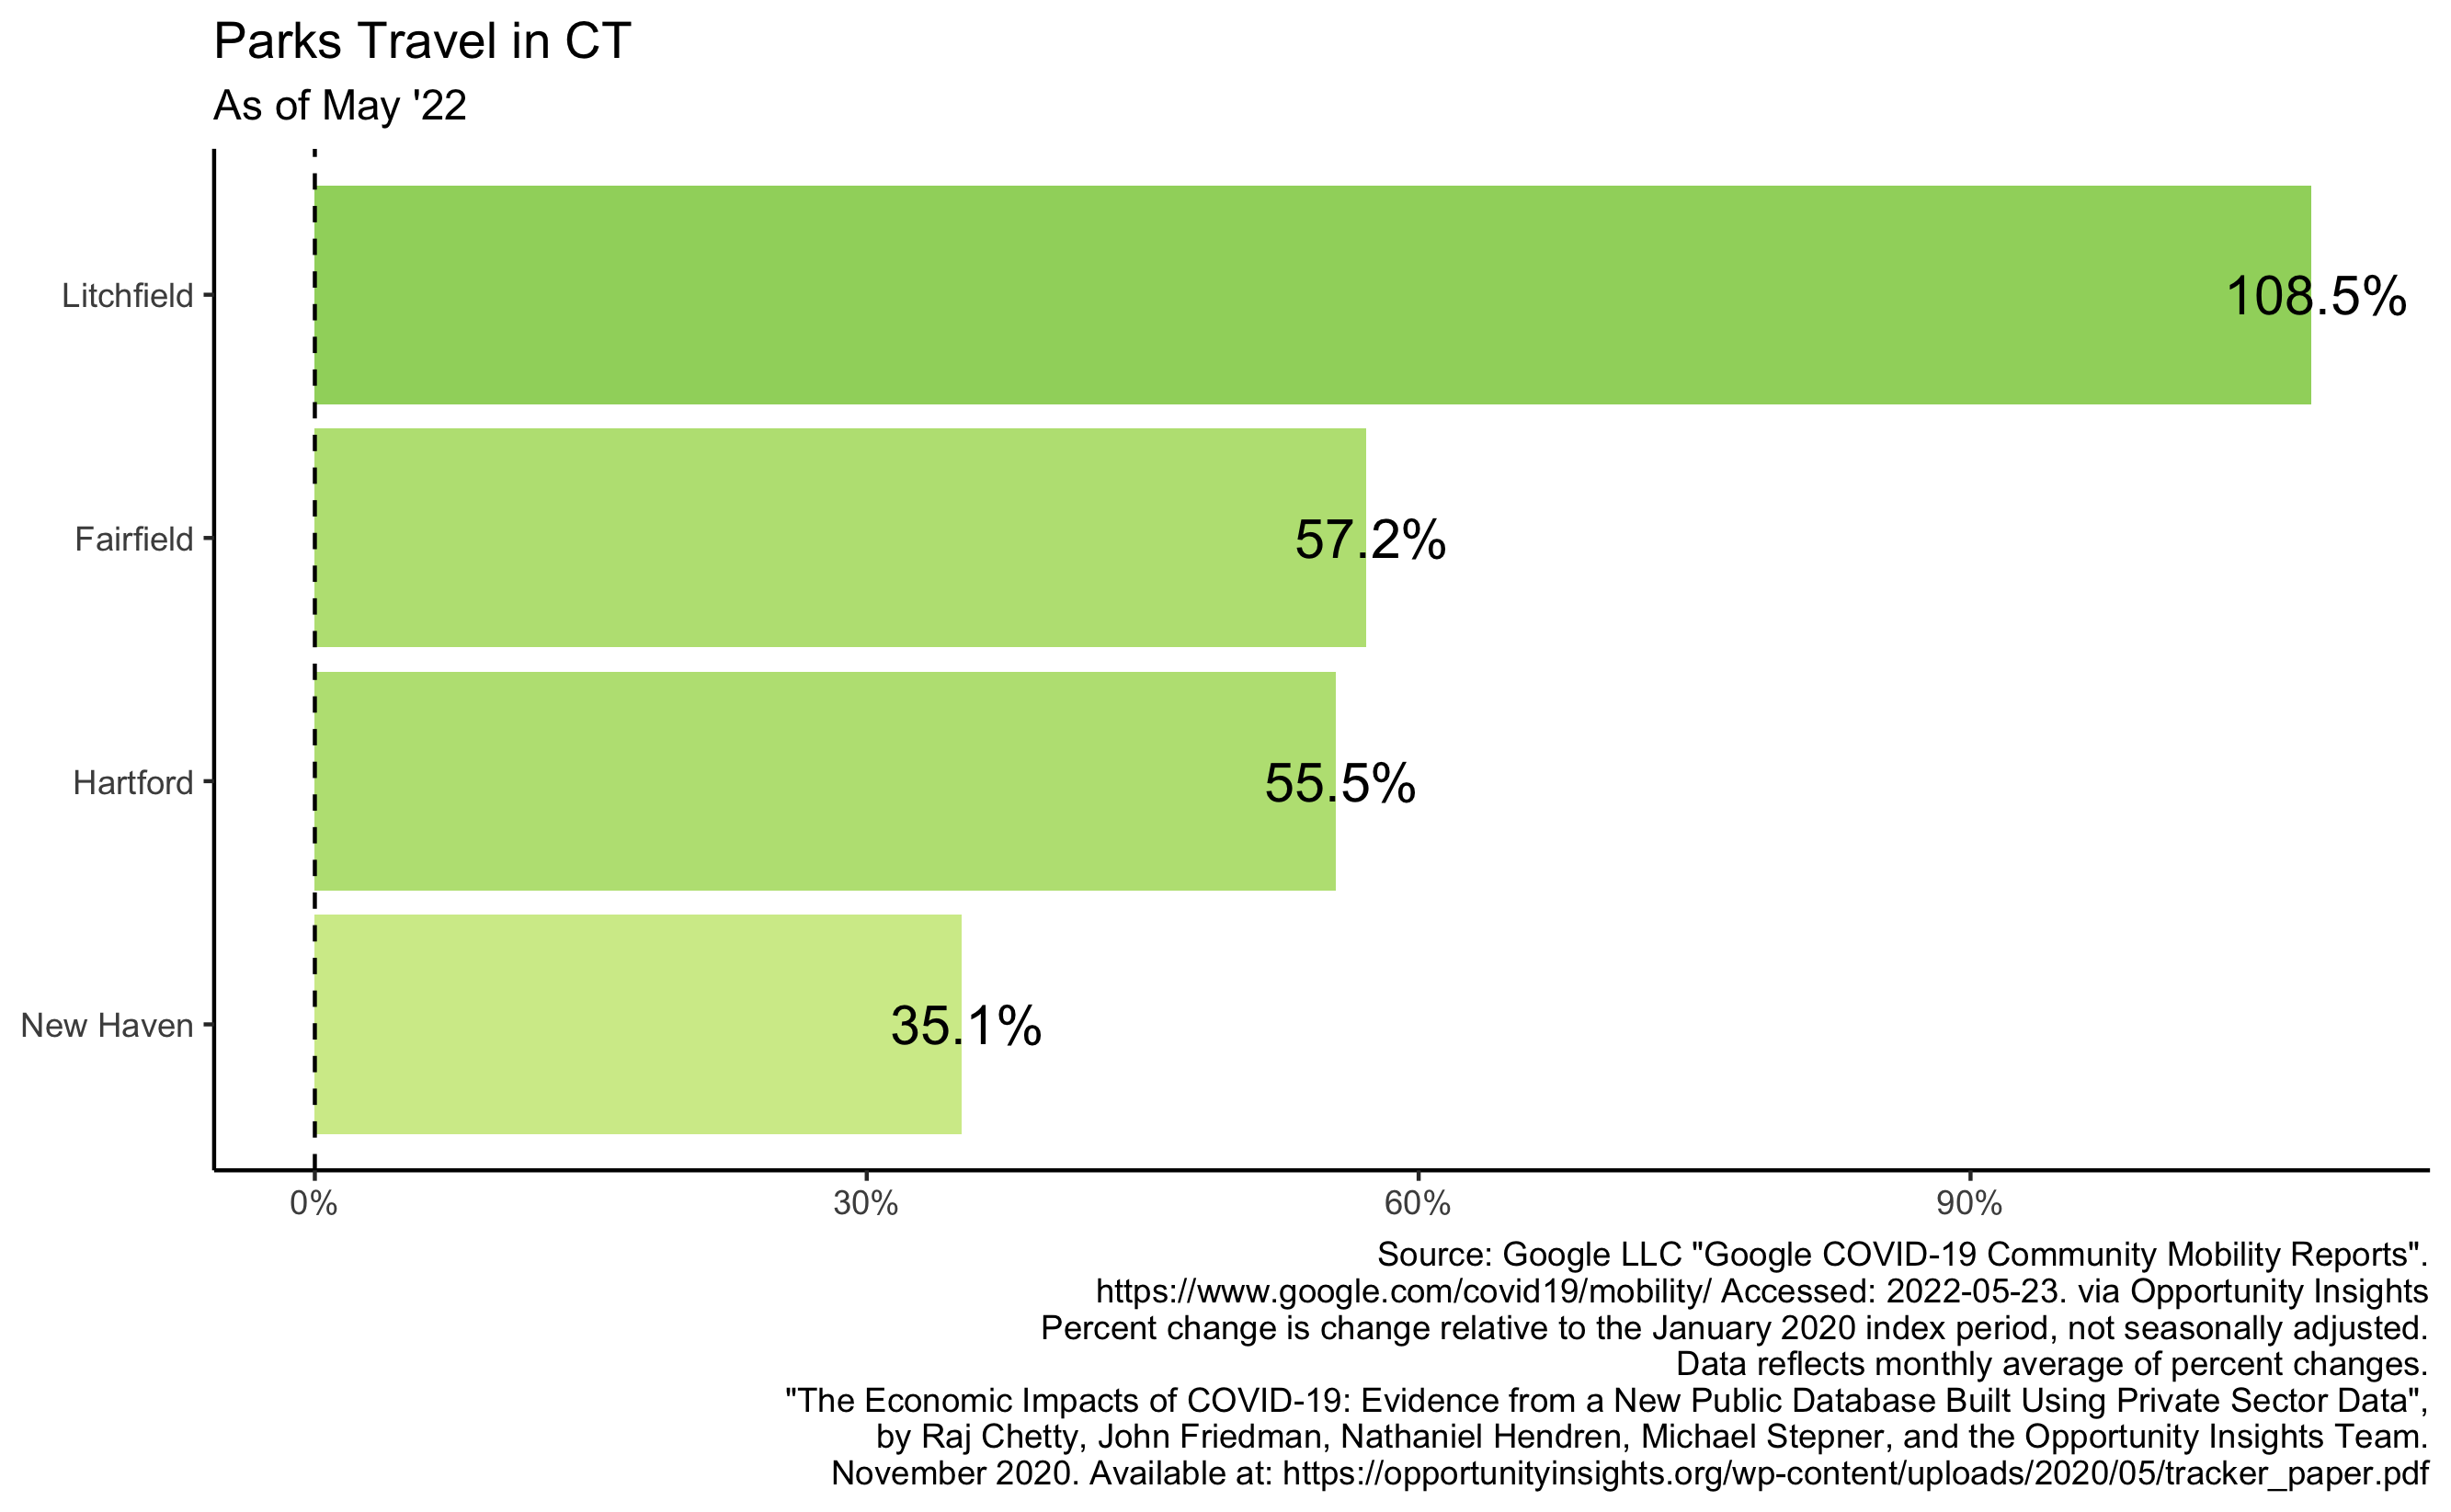 Parks Travel in CT
As of May '22
Litchfield
108.5%
Fairfield
57.2%
Hartford
55.5%
New Haven
35.1%
0%
30%
60%
90%
Source: Google LLC "Google COVID-19 Community Mobility Reports".
https://www.google.com/covid19/mobility/ Accessed: 2022-05-23. via Opportunity Insights
Percent change is change relative to the January 2020 index period, not seasonally adjusted.
Data reflects monthly average of percent changes.
"The Economic Impacts of COVID-19: Evidence from a New Public Database Built Using Private Sector Data",
by Raj Chetty, John Friedman, Nathaniel Hendren, Michael Stepner, and the Opportunity Insights Team.
November 2020. Available at: https://opportunityinsights.org/wp-content/uploads/2020/05/tracker_paper.pdf